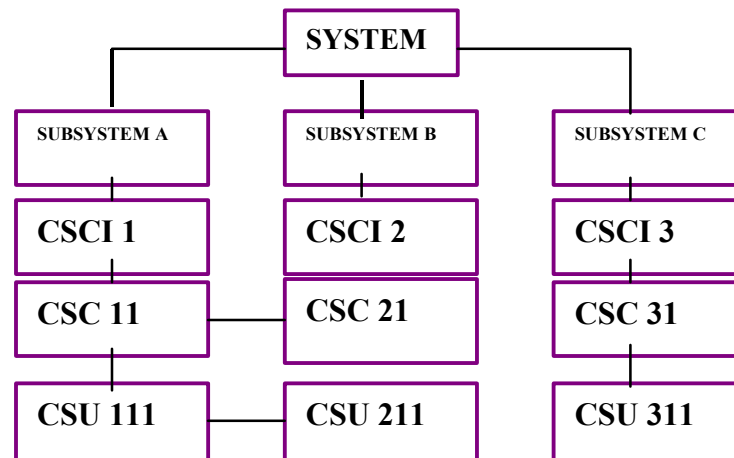 SYSTEM
SUBSYSTEM A
SUBSYSTEM B
SUBSYSTEM C
CSCI 1
CSCI 2
CSCI 3
CSC 11
CSC 21
CSC 31
CSU 111
CSU 211
CSU 311